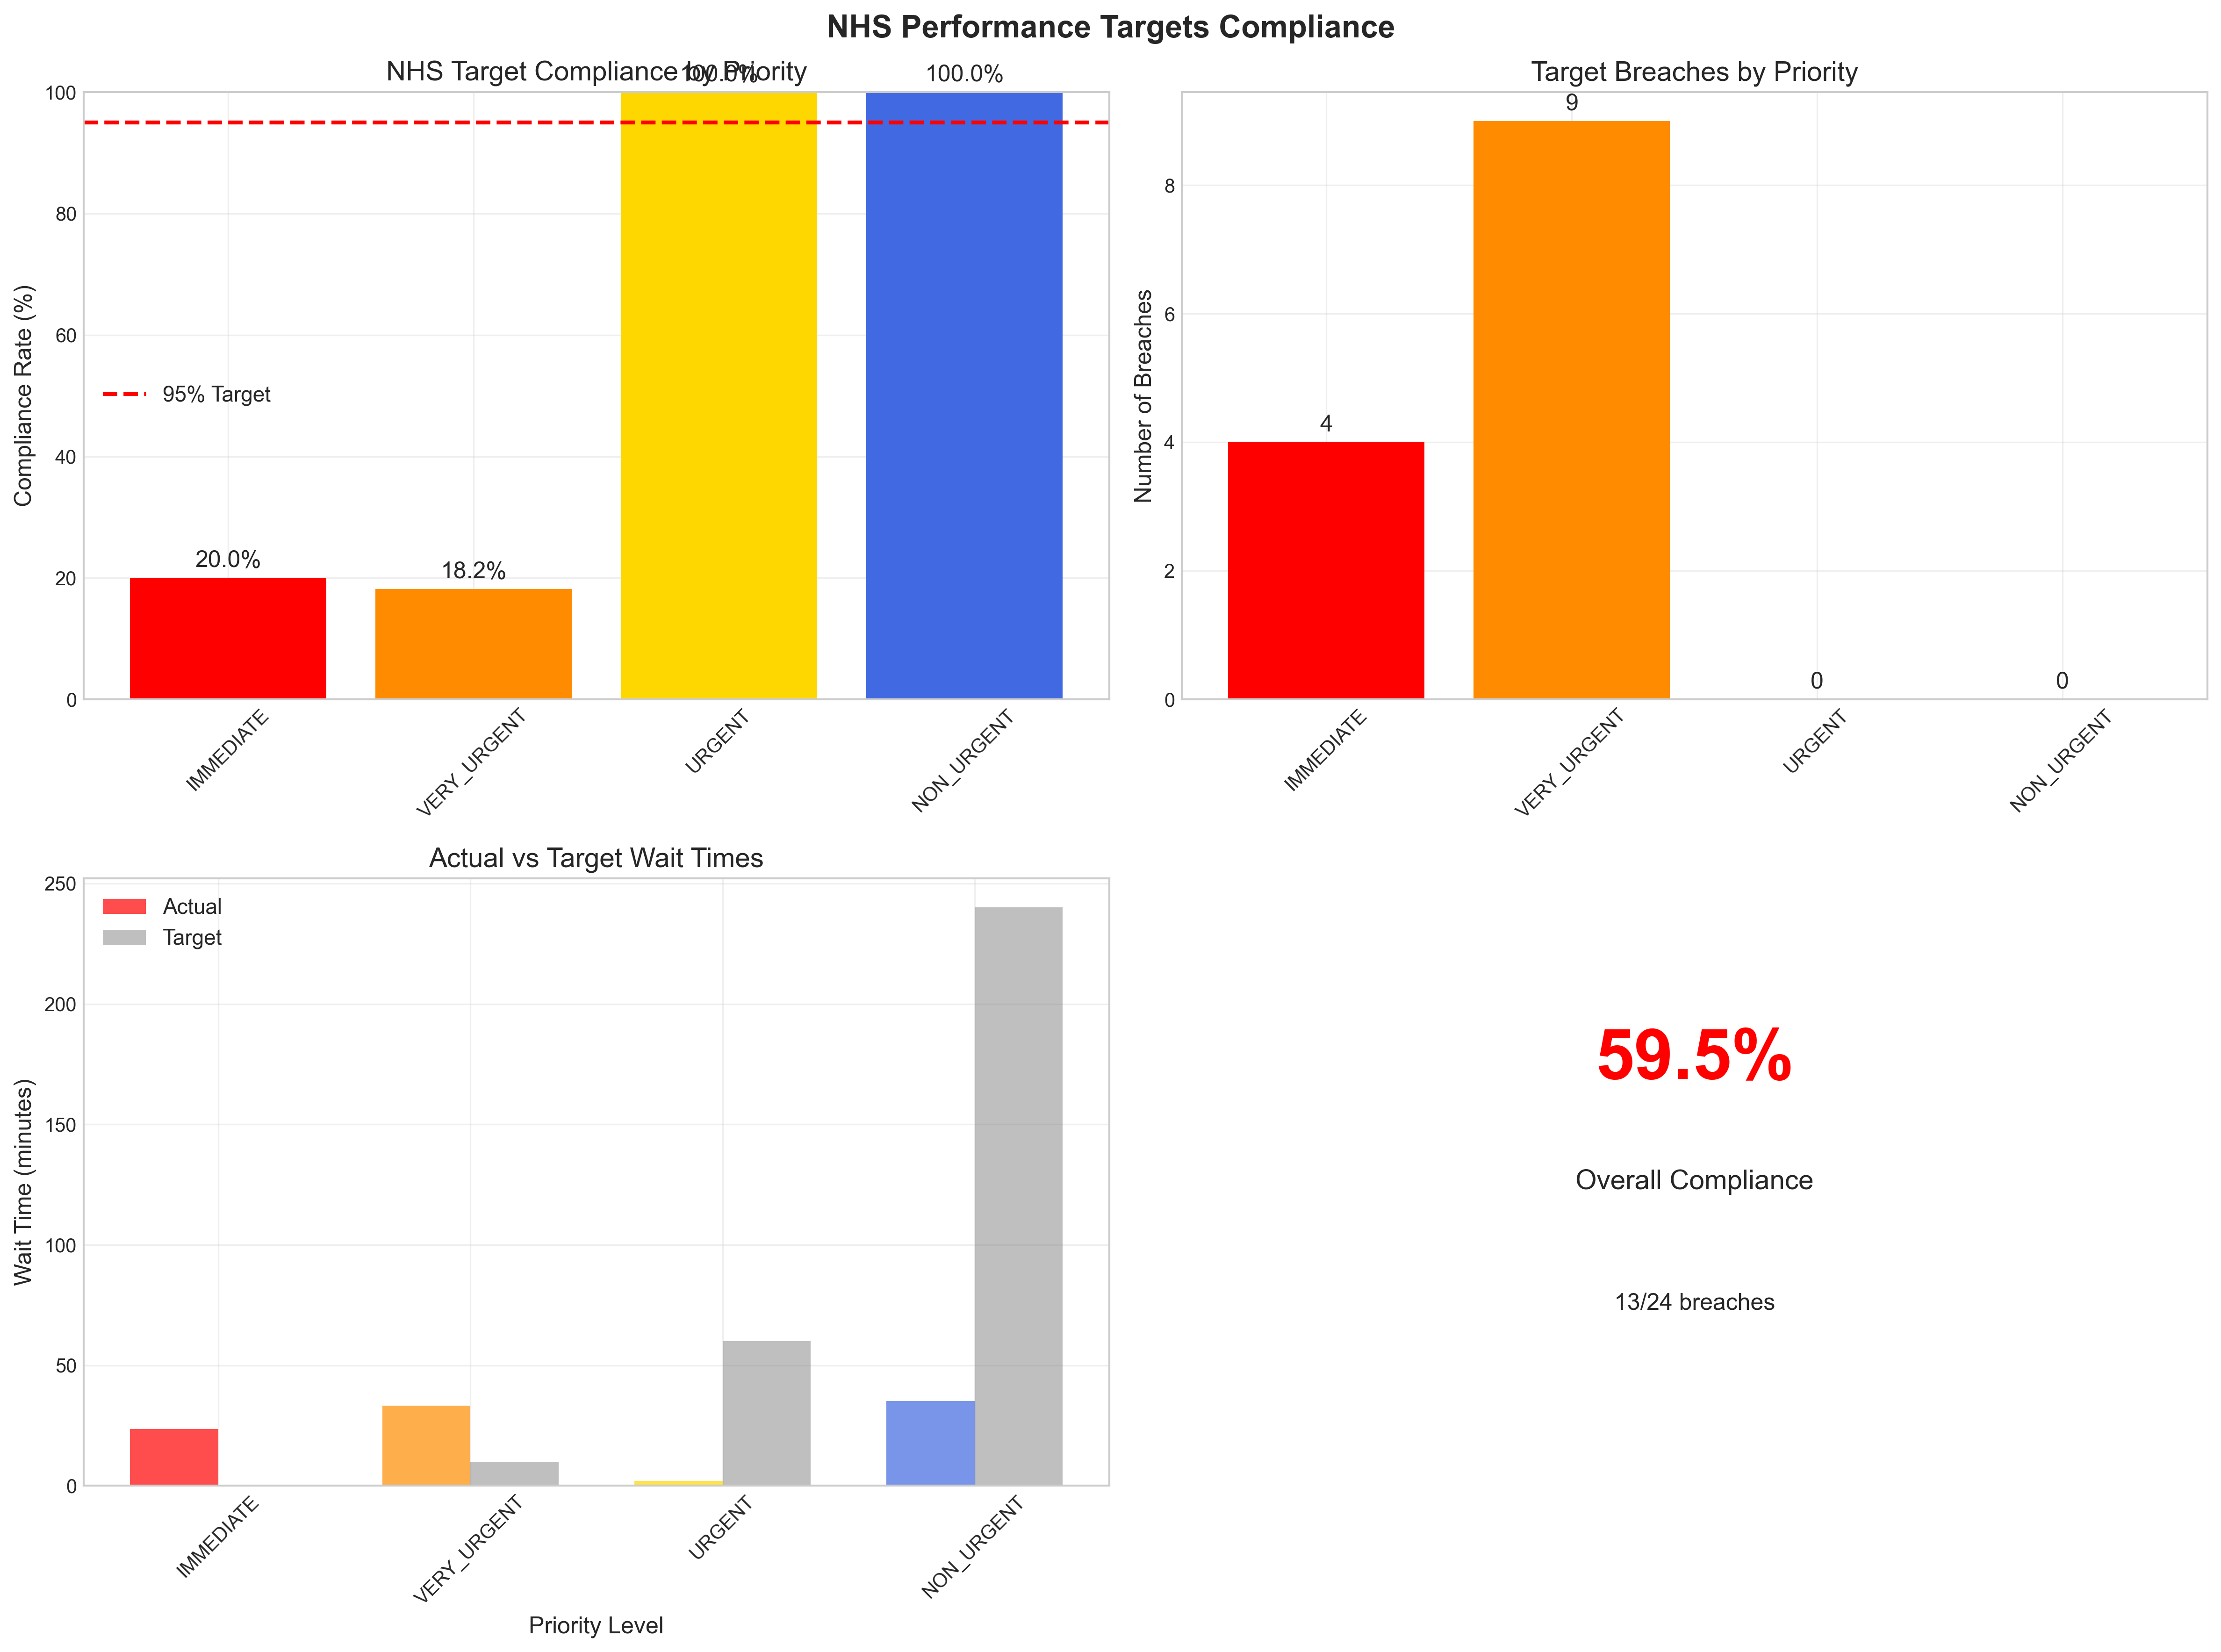 NHS Performance Targets Compliance
NHS Target Compliance by Priority
100.0%
100.0%
100
80
60
40
20
0
Compliance Rate (%)
95% Target
20.0%
18.2%
IMMEDIATE
VERY_URGENT
URGENT
NON_URGENT
Target Breaches by Priority
9
8
6
4
2
0
Number of Breaches
4
0
0
IMMEDIATE
VERY_URGENT
URGENT
NON_URGENT
Actual vs Target Wait Times
250
200
150
100
50
0
Wait Time (minutes)
Actual
Target
IMMEDIATE
VERY_URGENT
URGENT
NON_URGENT
Priority Level
59.5%
Overall Compliance
13/24 breaches